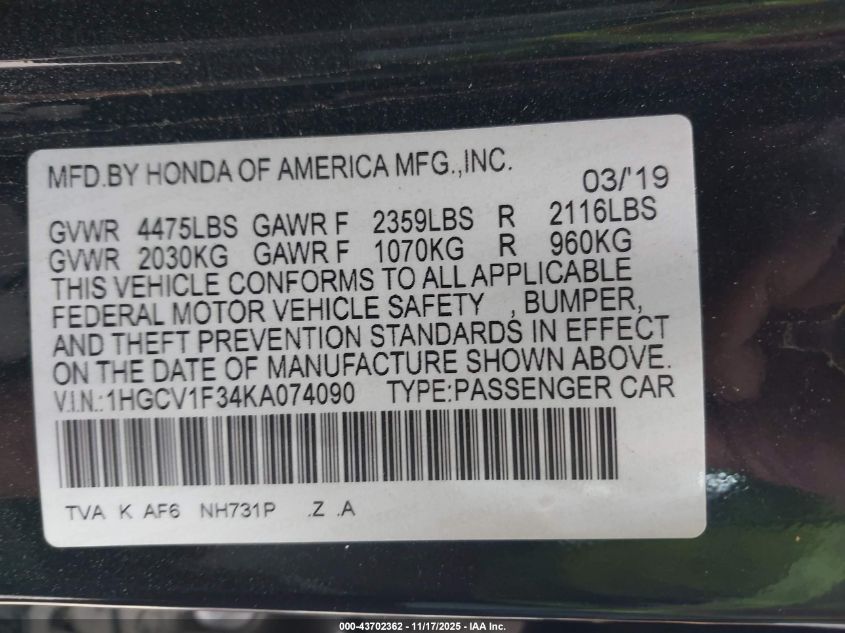 MFD.BY HONDA OF AMERICA MFG.,INC. 03/'19
GVWR 4475LBS GAWR F 2359LBS R 2116LBS
GVWR 2030KG GAWR F 1070KG R 960KG
THIS VEHICLE CONFORMS TO ALL APPLICABLE
FEDERAL MOTOR VEHICLE SAFETY , BUMPER,
AND THEFT PREVENTION STANDARDS IN EFFECT
ON THE DATE OF MANUFACTURE SHOWN ABOVE.
V.I.N.:1HGCV1F34KA074090 TYPE:PASSENGER CAR
TVA K AF6 NH731P .Z .A
000-43702362 - 11/17/2025 - IAA Inc.